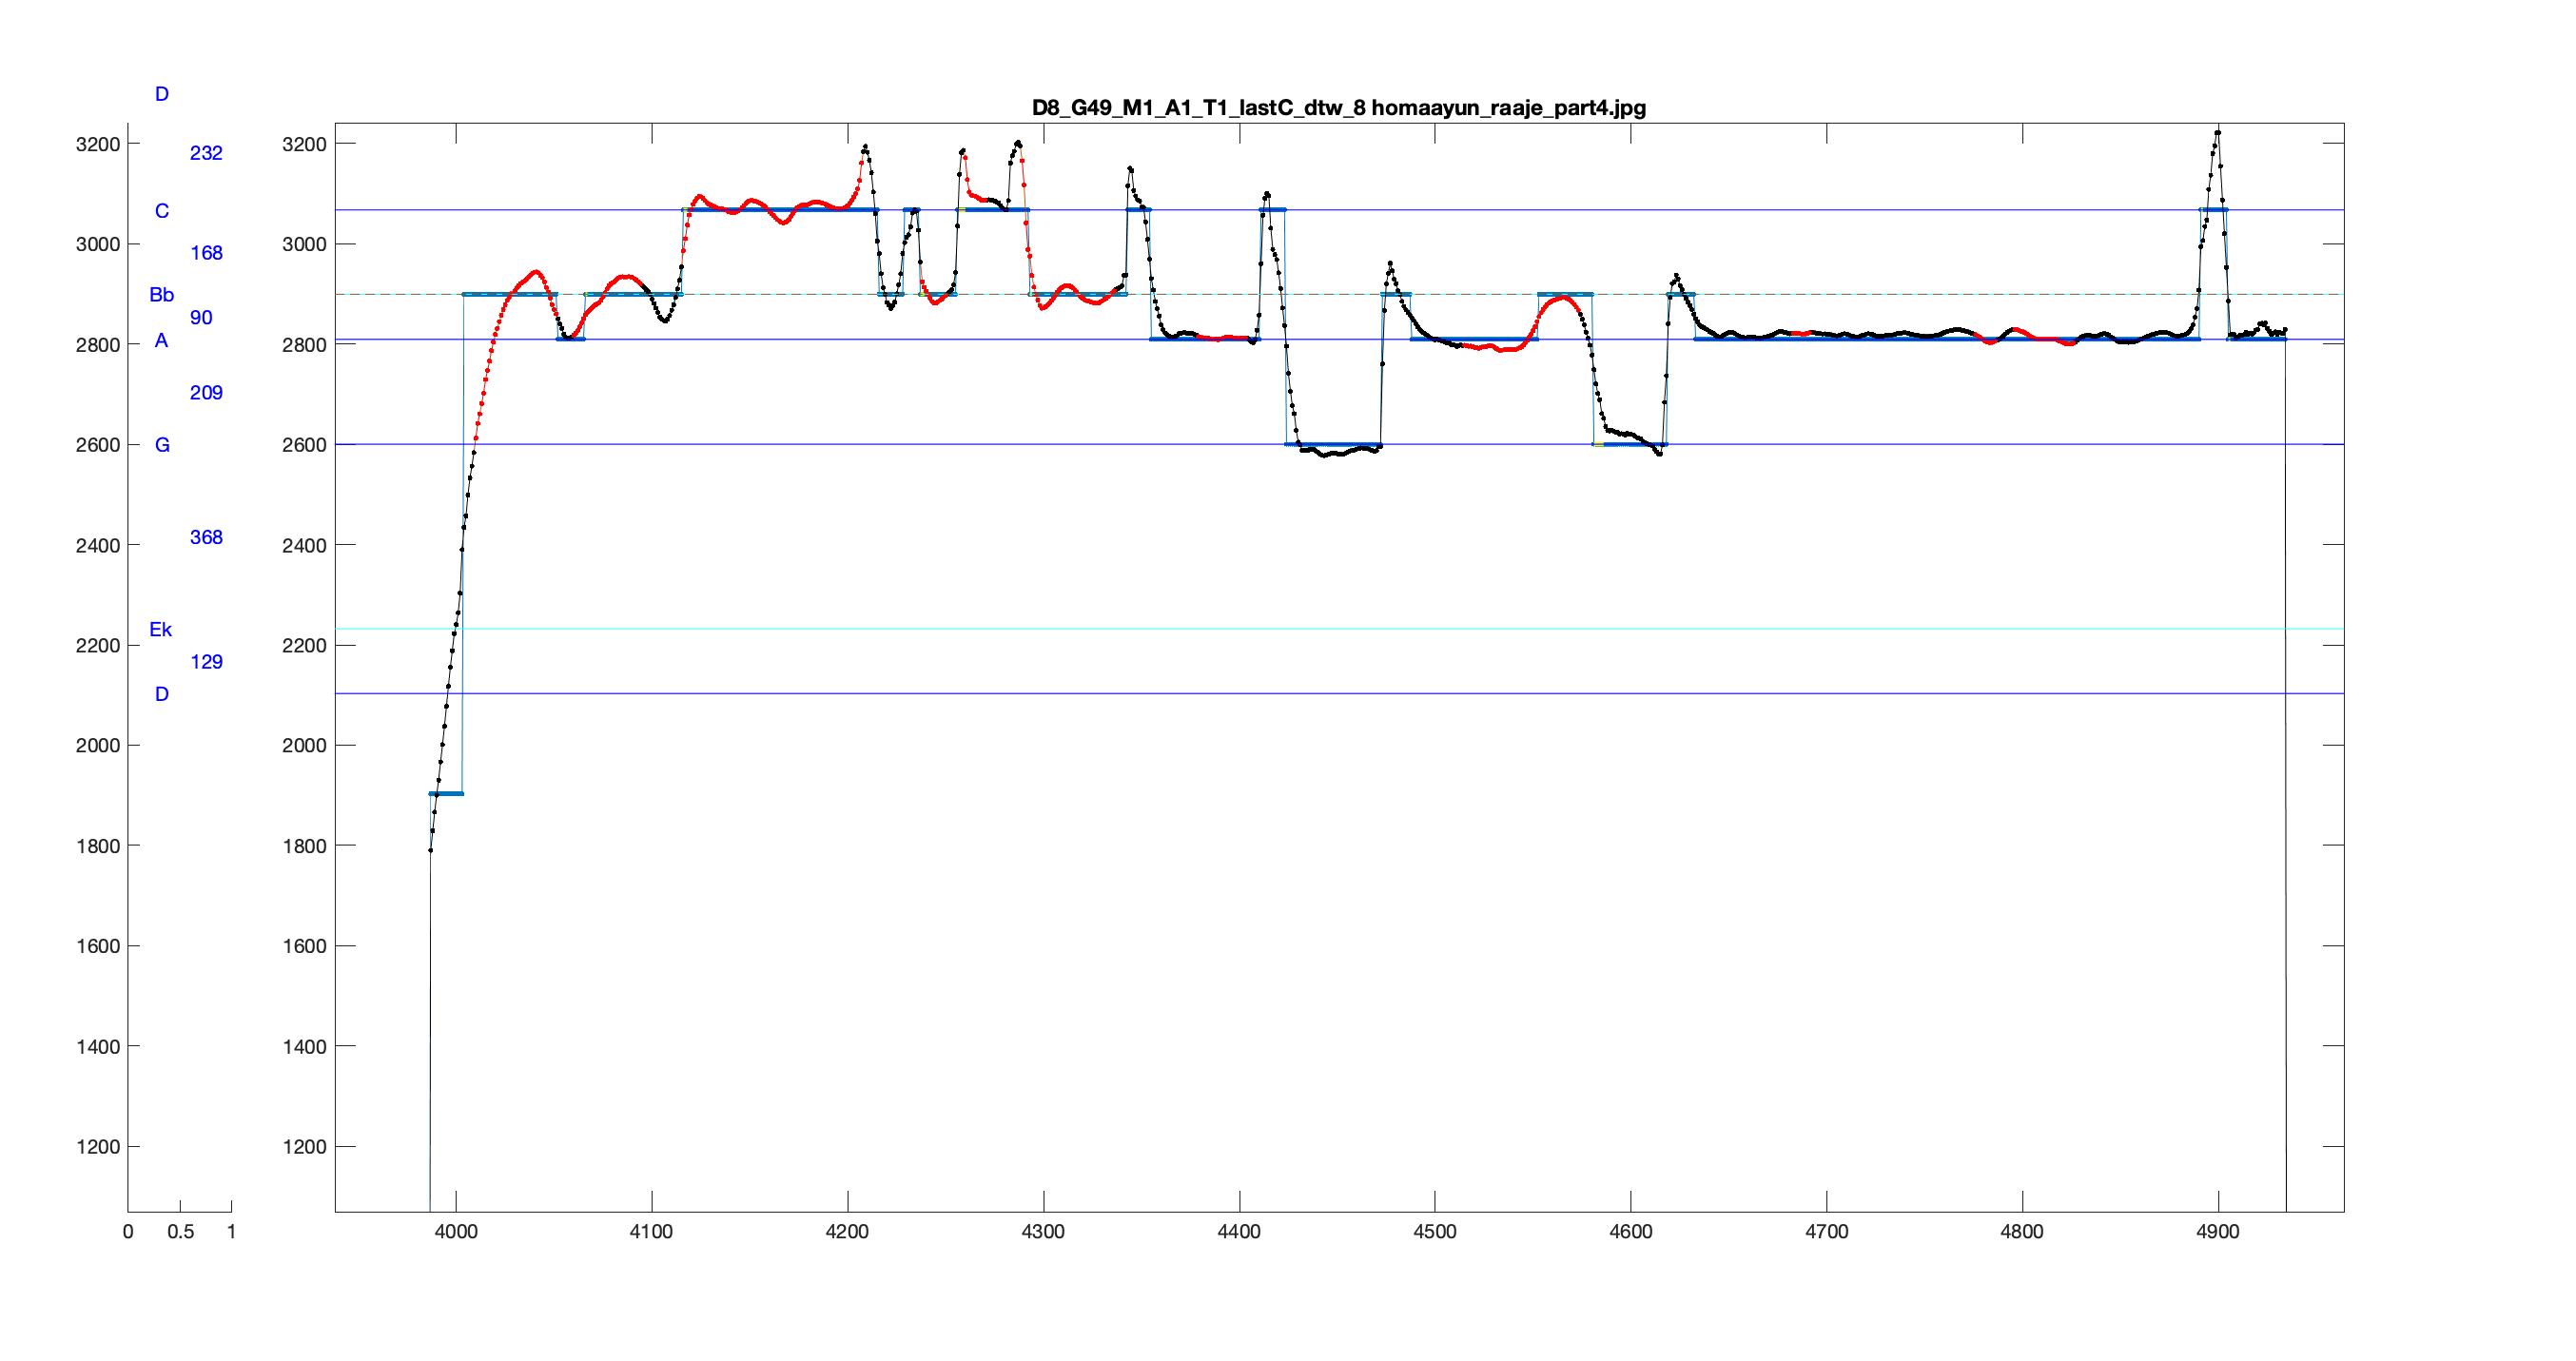 D8_G49_M1_A1_T1_lastC_dtw_8 homaayun_raaje_part4.jpg
D
3200 232 3200
C
3000 168 3000
Bb
90
2800 A 2800
209
2600 G 2600
2400 368 2400
Ek
2200 129 2200
D
2000 2000
1800 1800
1600 1600
1400 1400
1200 1200
0 0.5 1 4000 4100 4200 4300 4400 4500 4600 4700 4800 4900